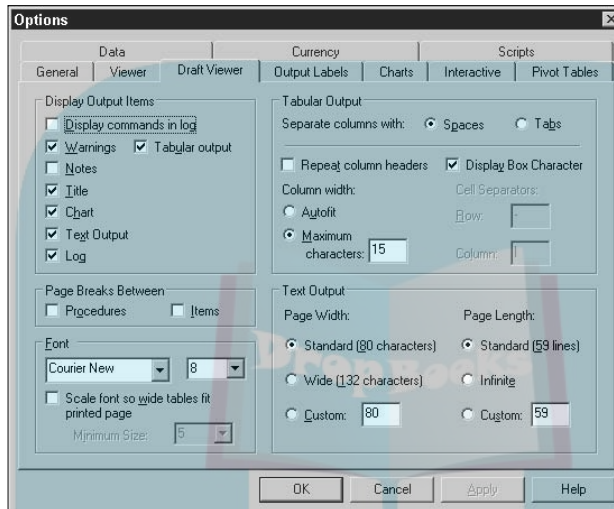 Options
Data Currency Scripts
General Viewer Draft Viewer Output Labels Charts Interactive Pivot Tables
Display Output Items
Display commands in log
Warnings Tabular output
Notes
Title
Chart
Text Output
Log
Page Breaks Between
Procedures Items
Font
Courier New 8
Scale font so wide tables fit
printed page
Minimum Size: 5
Tabular Output
Separate columns with: Spaces Tabs
Repeat column headers Display Box Character
Column width:
Autofit
Maximum
characters: 15
Cell Separators:
Row: -
Column: |
Text Output
Page Width:
Standard (80 characters)
Wide (132 characters)
Custom: 80
Page Length:
Standard (59 lines)
Infinite
Custom: 59
DropBooks
OK Cancel Apply Help